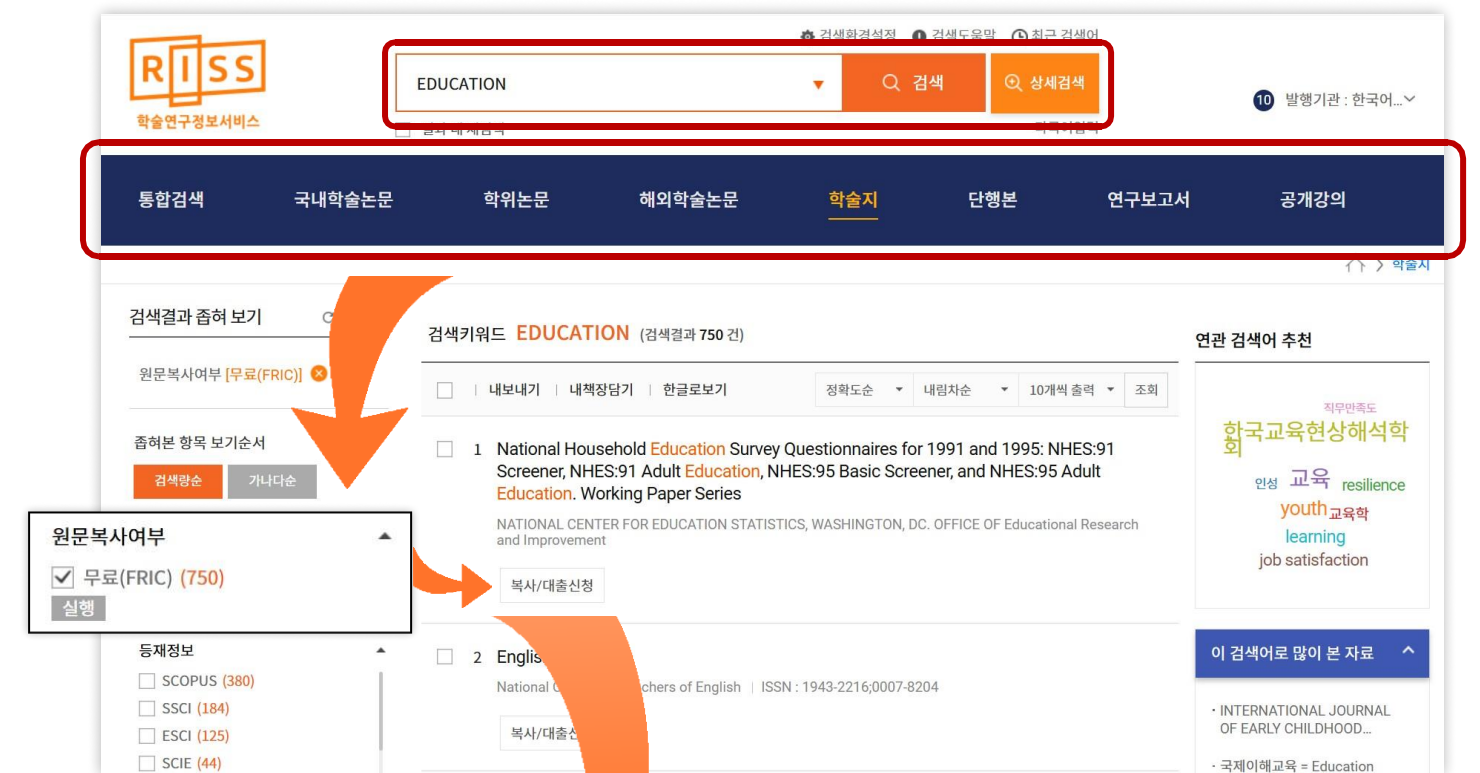 RISS
학술연구정보서비스
검색환경설정 검색도움말 최근 검색어
EDUCATION
검색
상세검색
결과 내 재검색
다국어입력
10 발행기관 : 한국어...
통합검색 국내학술논문 학위논문 해외학술논문 학술지 단행본 연구보고서 공개강의
학술지
검색결과 좁혀 보기
원문복사여부 [무료(FRIC)]
좁혀본 항목 보기순서
검색량순 가나다순
원문복사여부
무료(FRIC) (750)
실행
등재정보
SCOPUS (380)
SSCI (184)
ESCI (125)
SCIE (44)
검색키워드 EDUCATION (검색결과 750 건)
내보내기 | 내책장담기 | 한글로보기
정확도순 내림차순 10개씩 출력 조회
1 National Household Education Survey Questionnaires for 1991 and 1995: NHES:91
Screener, NHES:91 Adult Education, NHES:95 Basic Screener, and NHES:95 Adult
Education. Working Paper Series
NATIONAL CENTER FOR EDUCATION STATISTICS, WASHINGTON, DC. OFFICE OF Educational Research
and Improvement
복사/대출신청
2 Englis
National chers of English | ISSN : 1943-2216;0007-8204
복사/대출
연관 검색어 추천
직무만족도
한국교육현상해석학
회
인성 교육 resilience
youth 교육학
learning
job satisfaction
이 검색어로 많이 본 자료
· INTERNATIONAL JOURNAL
OF EARLY CHILDHOOD...
· 국제이해교육 = Education